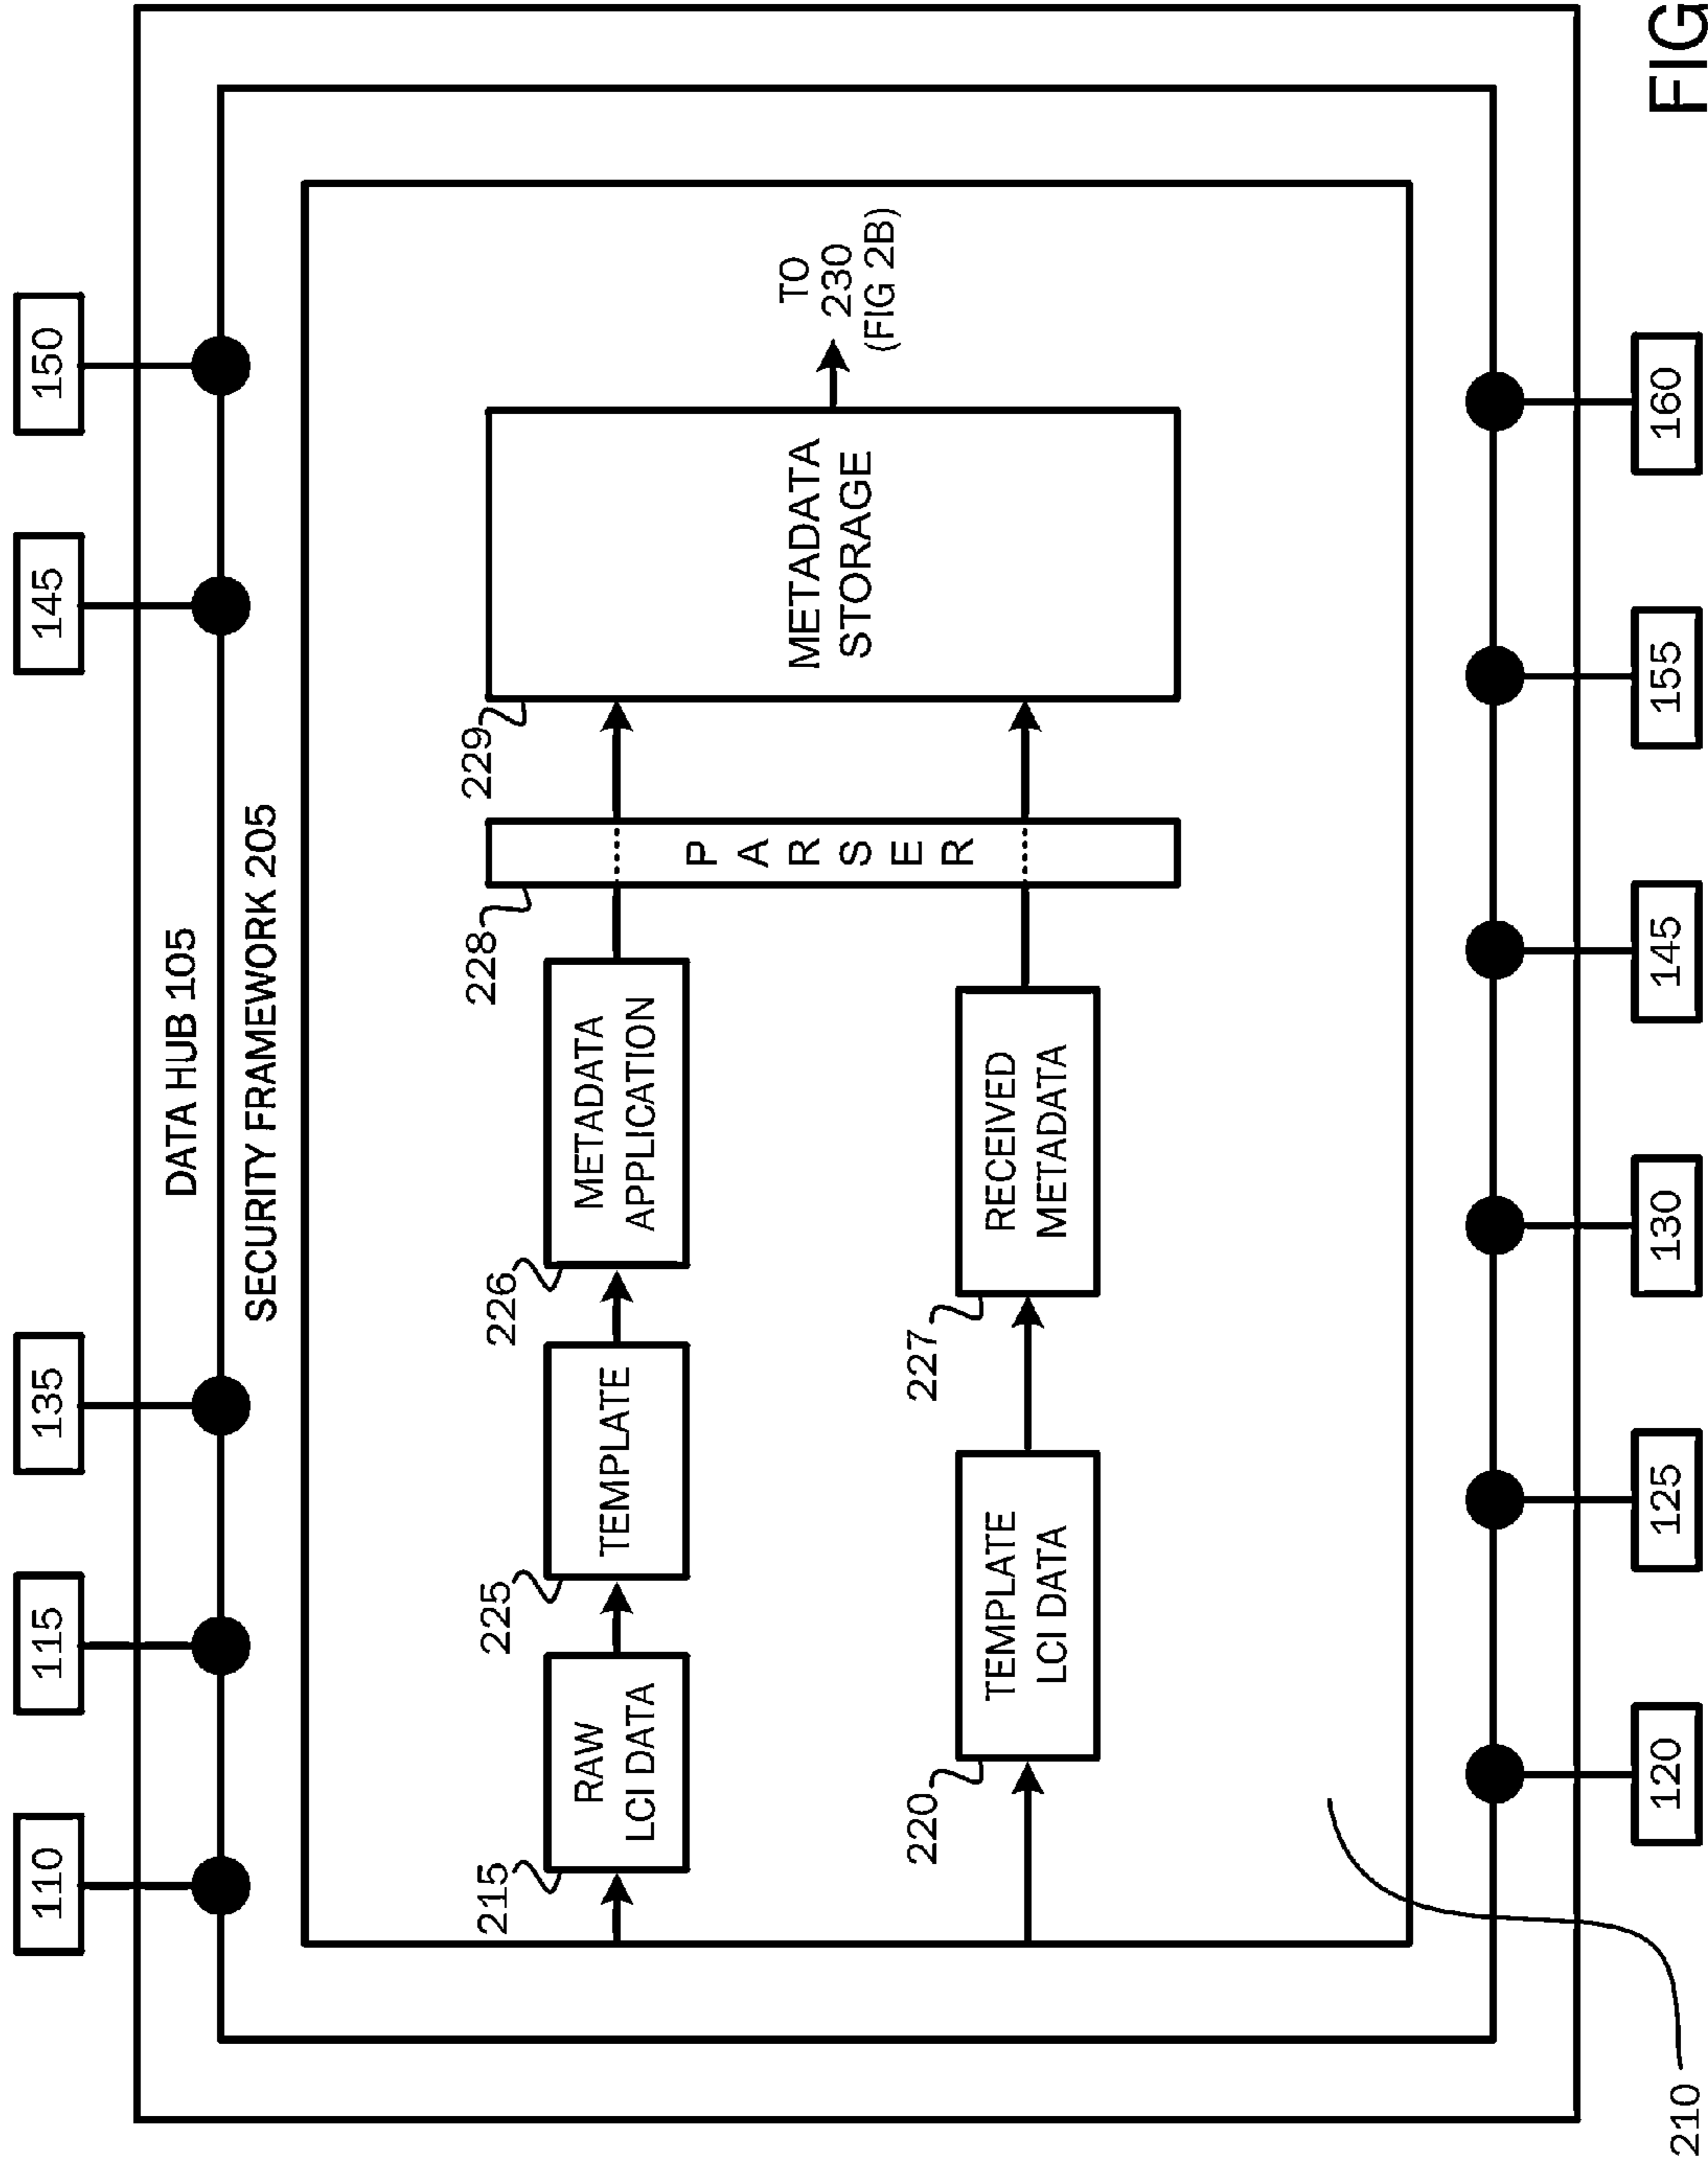 110
115
135
145
150
DATA HUB 105
SECURITY FRAMEWORK 205
215
RAW
LCI DATA
225
TEMPLATE
226
METADATA
APPLICATION
228
PARSER
229
METADATA
STORAGE
TO
230
(FIG 2B)
220
TEMPLATE
LCI DATA
227
RECEIVED
METADATA
120
125
130
145
155
160
210
FIG